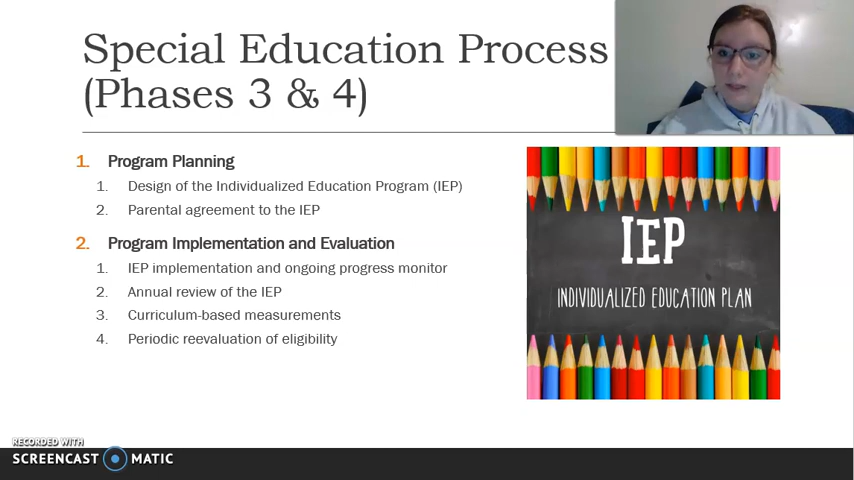 Special Education Process
(Phases 3 & 4)
1. Program Planning
1. Design of the Individualized Education Program (IEP)
2. Parental agreement to the IEP
2. Program Implementation and Evaluation
1. IEP implementation and ongoing progress monitor
2. Annual review of the IEP
3. Curriculum-based measurements
4. Periodic reevaluation of eligibility
IEP
INDIVIDUALIZED EDUCATION PLAN
RECORDED WITH
SCREENCAST MATIC